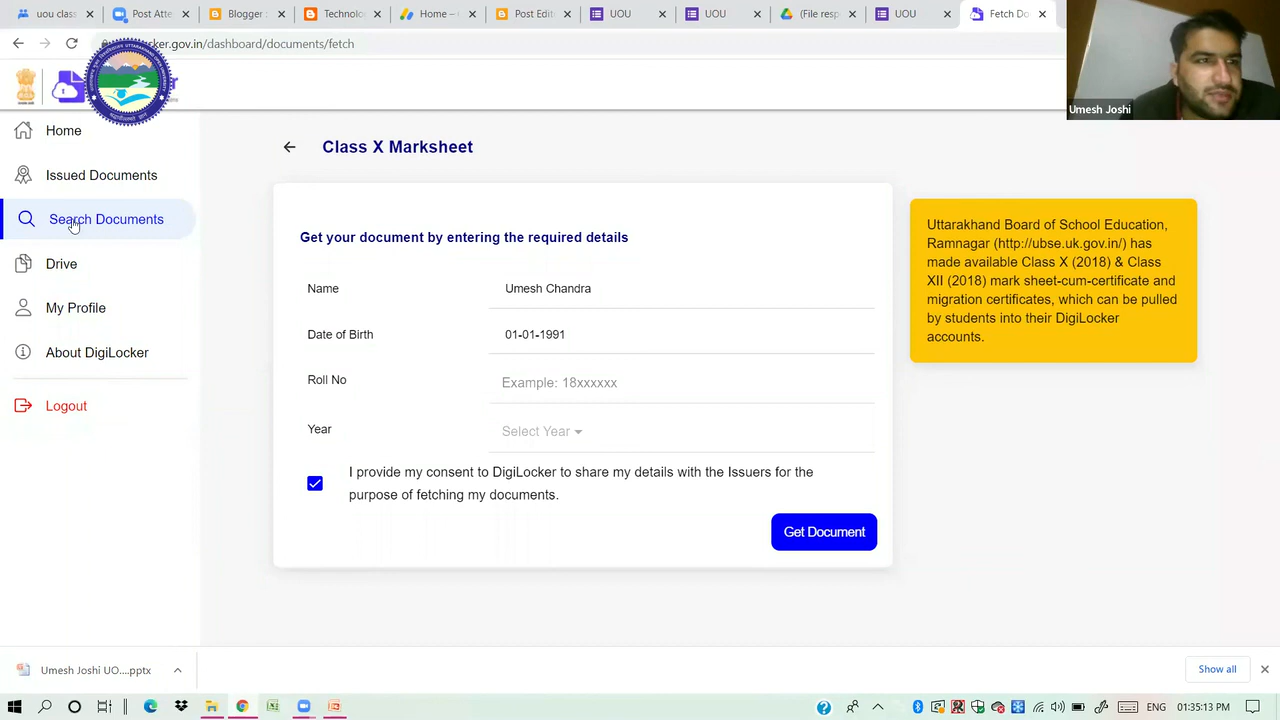 uou class
Post Atte
Blogger :
Technolo
Home –
Post Edit
UOU
UOU
(File resp
UOU
Fetch Do
.gov.in/dashboard/documents/fetch
Umesh Joshi
Home
Issued Documents
Search Documents
Drive
My Profile
About DigiLocker
Logout
Class X Marksheet
Get your document by entering the required details
Name
Umesh Chandra
Date of Birth
01-01-1991
Roll No
Example: 18xxxxxx
Year
Select Year
I provide my consent to DigiLocker to share my details with the Issuers for the
purpose of fetching my documents.
Get Document
Uttarakhand Board of School Education,
Ramnagar (http://ubse.uk.gov.in/) has
made available Class X (2018) & Class
XII (2018) mark sheet-cum-certificate and
migration certificates, which can be pulled
by students into their DigiLocker
accounts.
Umesh Joshi UO....pptx
Show all
ENG
01:35:13 PM